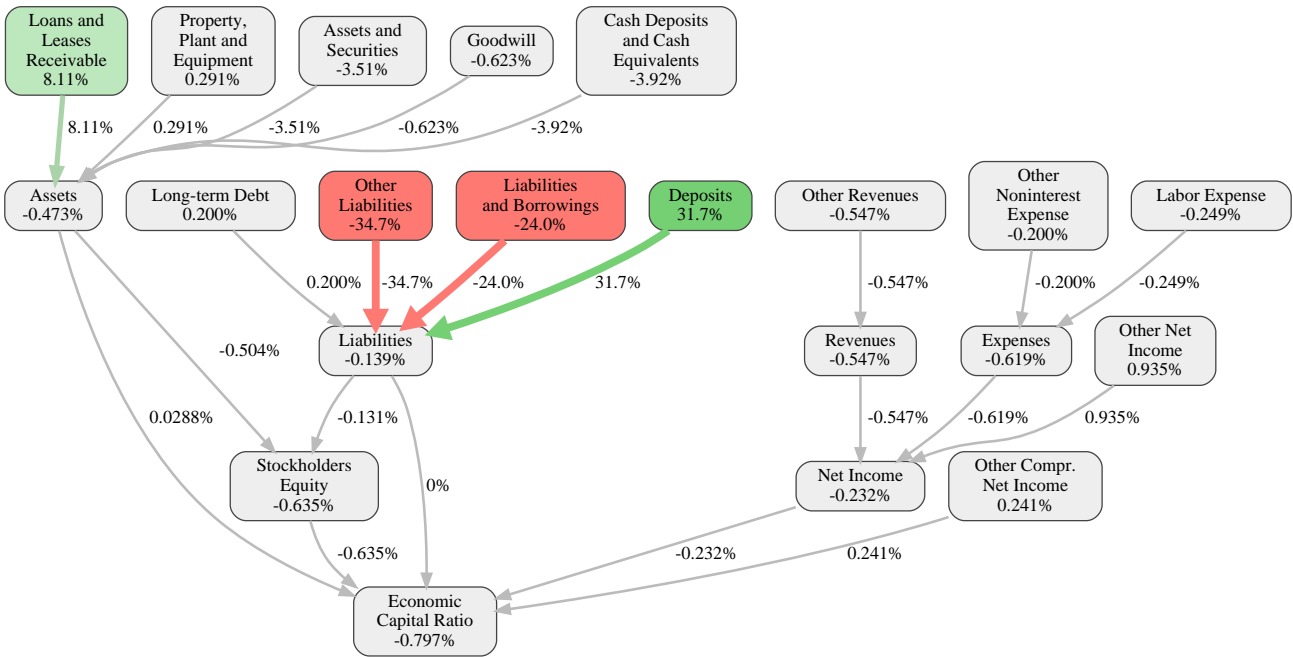 Loans and
Leases
Receivable
8.11%
Property,
Plant and
Equipment
0.291%
Assets and
Securities
-3.51%
Goodwill
-0.623%
Cash Deposits
and Cash
Equivalents
-3.92%
8.11%
0.291%
-3.51%
-0.623%
-3.92%
Assets
-0.473%
Long-term Debt
0.200%
Other
Liabilities
-34.7%
Liabilities
and Borrowings
-24.0%
Deposits
31.7%
Other Revenues
-0.547%
Other
Noninterest
Expense
-0.200%
Labor Expense
-0.249%
0.200%
-34.7%
-24.0%
31.7%
-0.547%
-0.200%
-0.249%
Liabilities
-0.139%
Revenues
-0.547%
Expenses
-0.619%
Other Net
Income
0.935%
-0.504%
0.0288%
-0.131%
-0.547%
-0.619%
0.935%
Stockholders
Equity
-0.635%
0%
Net Income
-0.232%
Other Compr.
Net Income
0.241%
-0.635%
-0.232%
0.241%
Economic
Capital Ratio
-0.797%